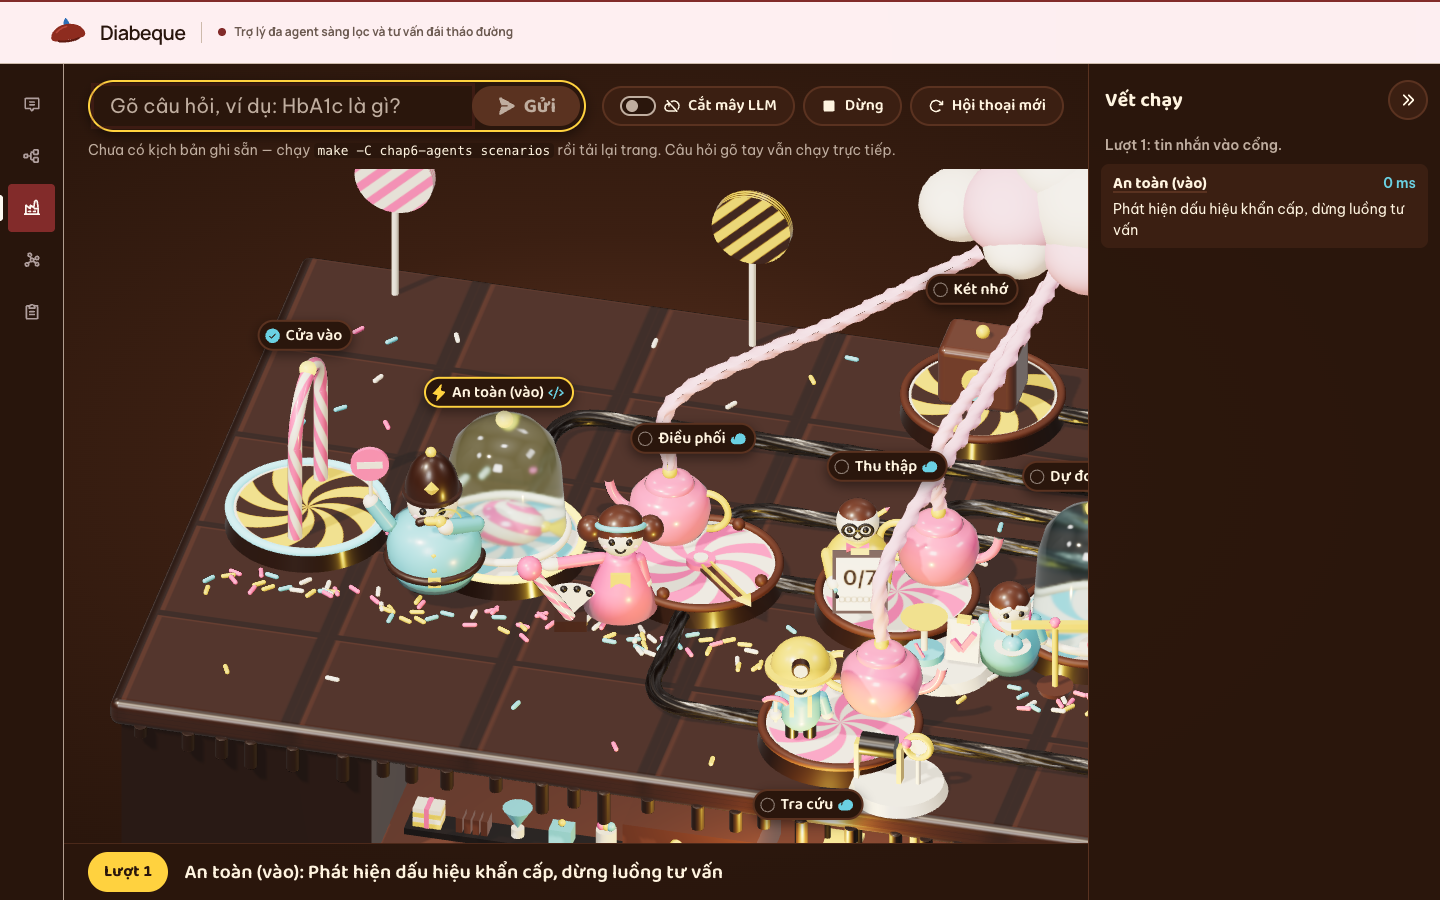 Diabeque
Trợ lý đa agent sàng lọc và tư vấn đái tháo đường
Gõ câu hỏi, ví dụ: HbA1c là gì?
Gửi
Cắt mây LLM
Dừng
Hội thoại mới
Chưa có kịch bản ghi sẵn — chạy make -C chap6-agents scenarios rồi tải lại trang. Câu hỏi gõ tay vẫn chạy trực tiếp.
Vết chạy
Lượt 1: tin nhắn vào cổng.
An toàn (vào)
0 ms
Phát hiện dấu hiệu khẩn cấp, dừng luồng tư
vấn
Két nhớ
Cửa vào
An toàn (vào) </>
Điều phối
Thu thập
Dự đo
0/7
Tra cứu
Lượt 1
An toàn (vào): Phát hiện dấu hiệu khẩn cấp, dừng luồng tư vấn